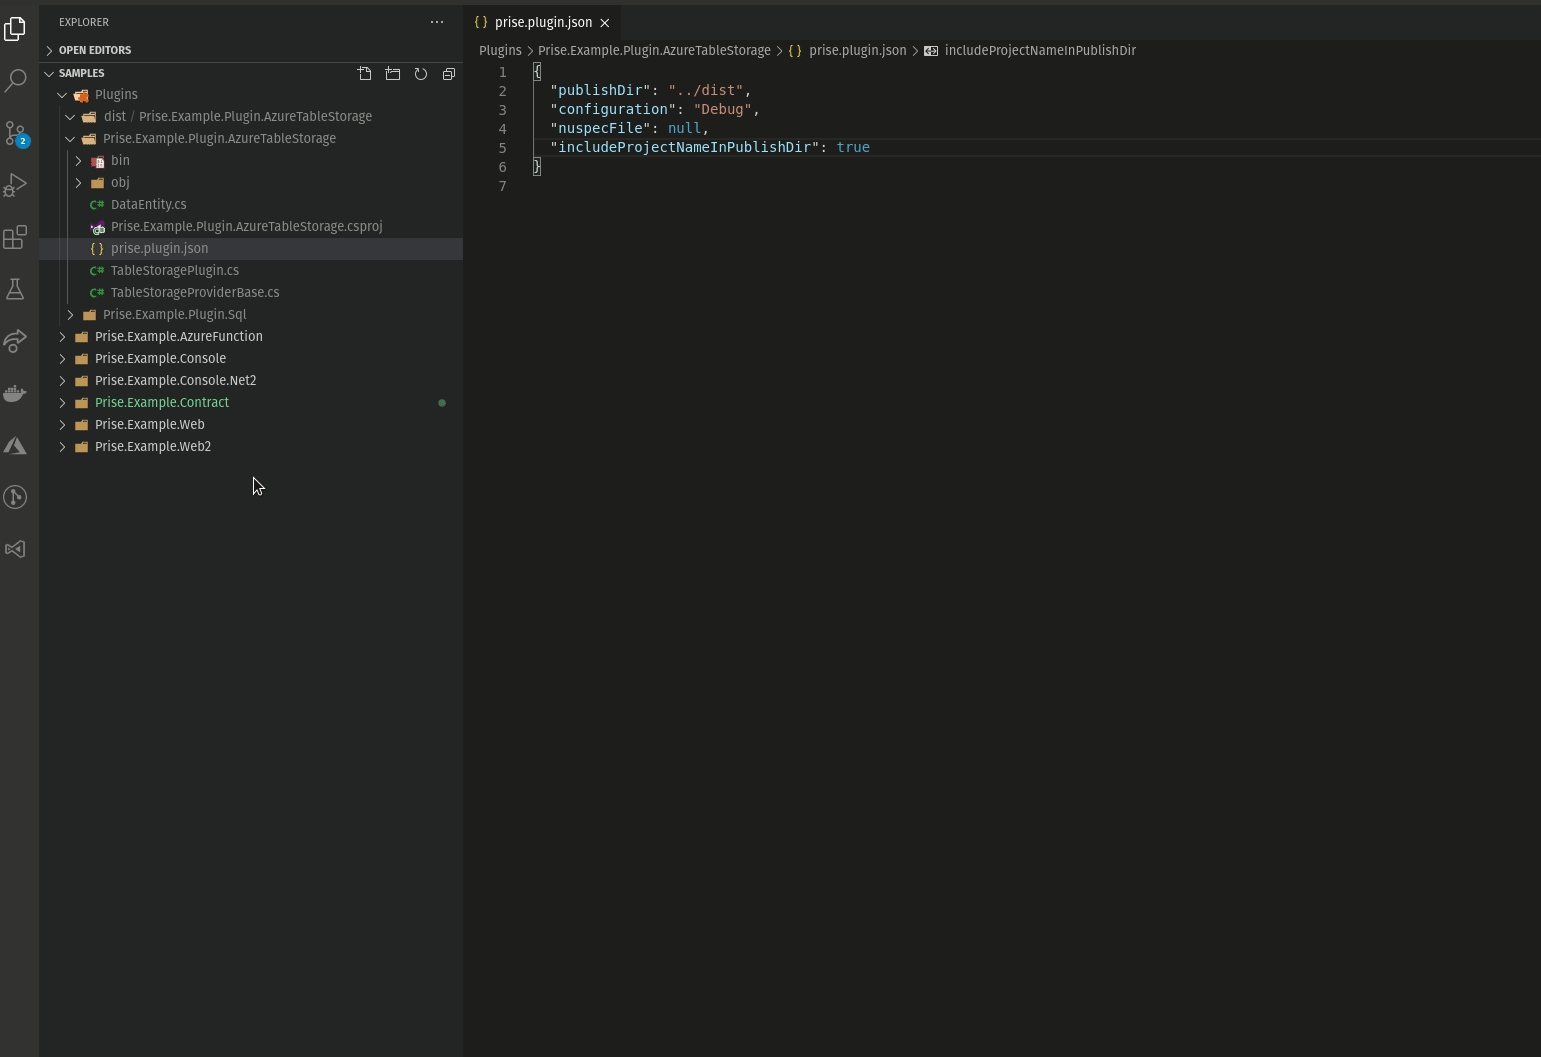 EXPLORER
OPEN EDITORS
SAMPLES
Plugins
dist / Prise.Example.Plugin.AzureTableStorage
Prise.Example.Plugin.AzureTableStorage
bin
obj
C# DataEntity.cs
Prise.Example.Plugin.AzureTableStorage.csproj
{ } prise.plugin.json
C# TableStoragePlugin.cs
C# TableStorageProviderBase.cs
Prise.Example.Plugin.Sql
Prise.Example.AzureFunction
Prise.Example.Console
Prise.Example.Console.Net2
Prise.Example.Contract
Prise.Example.Web
Prise.Example.Web2
2
{ } prise.plugin.json
Plugins > Prise.Example.Plugin.AzureTableStorage > { } prise.plugin.json > includeProjectNameInPublishDir
1 {
2 "publishDir": "../dist",
3 "configuration": "Debug",
4 "nuspecFile": null,
5 "includeProjectNameInPublishDir": true
6 }
7